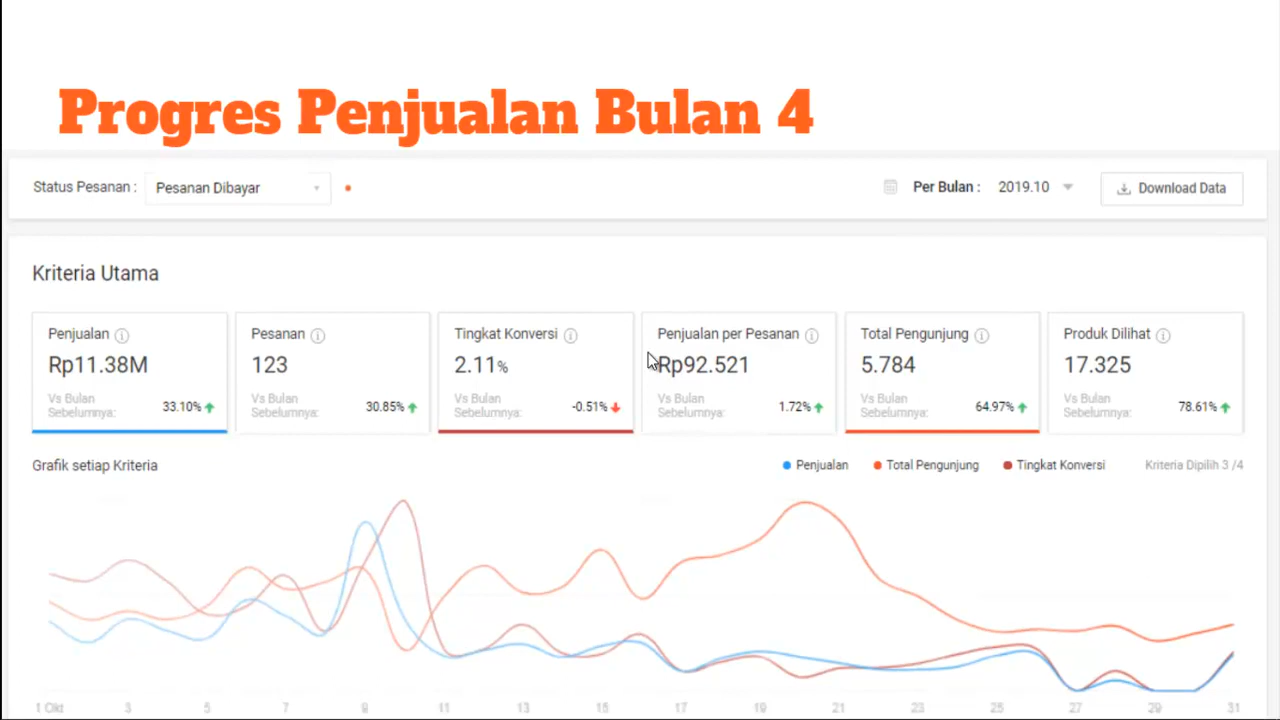 Progres Penjualan Bulan 4
Status Pesanan : Pesanan Dibayar Per Bulan : 2019.10 Download Data
Kriteria Utama
Penjualan Pesanan Tingkat Konversi Penjualan per Pesanan Total Pengunjung Produk Dilihat
Rp11.38M 123 2.11% Rp92.521 5.784 17.325
Vs Bulan Sebelumnya: 33.10% Vs Bulan Sebelumnya: 30.85% Vs Bulan Sebelumnya: -0.51% Vs Bulan Sebelumnya: 1.72% Vs Bulan Sebelumnya: 64.97% Vs Bulan Sebelumnya: 78.61%
Grafik setiap Kriteria Penjualan Total Pengunjung Tingkat Konversi Kriteria Dipilih 3 /4
1 Okt 3 5 7 9 11 13 15 17 19 21 23 25 27 29 31